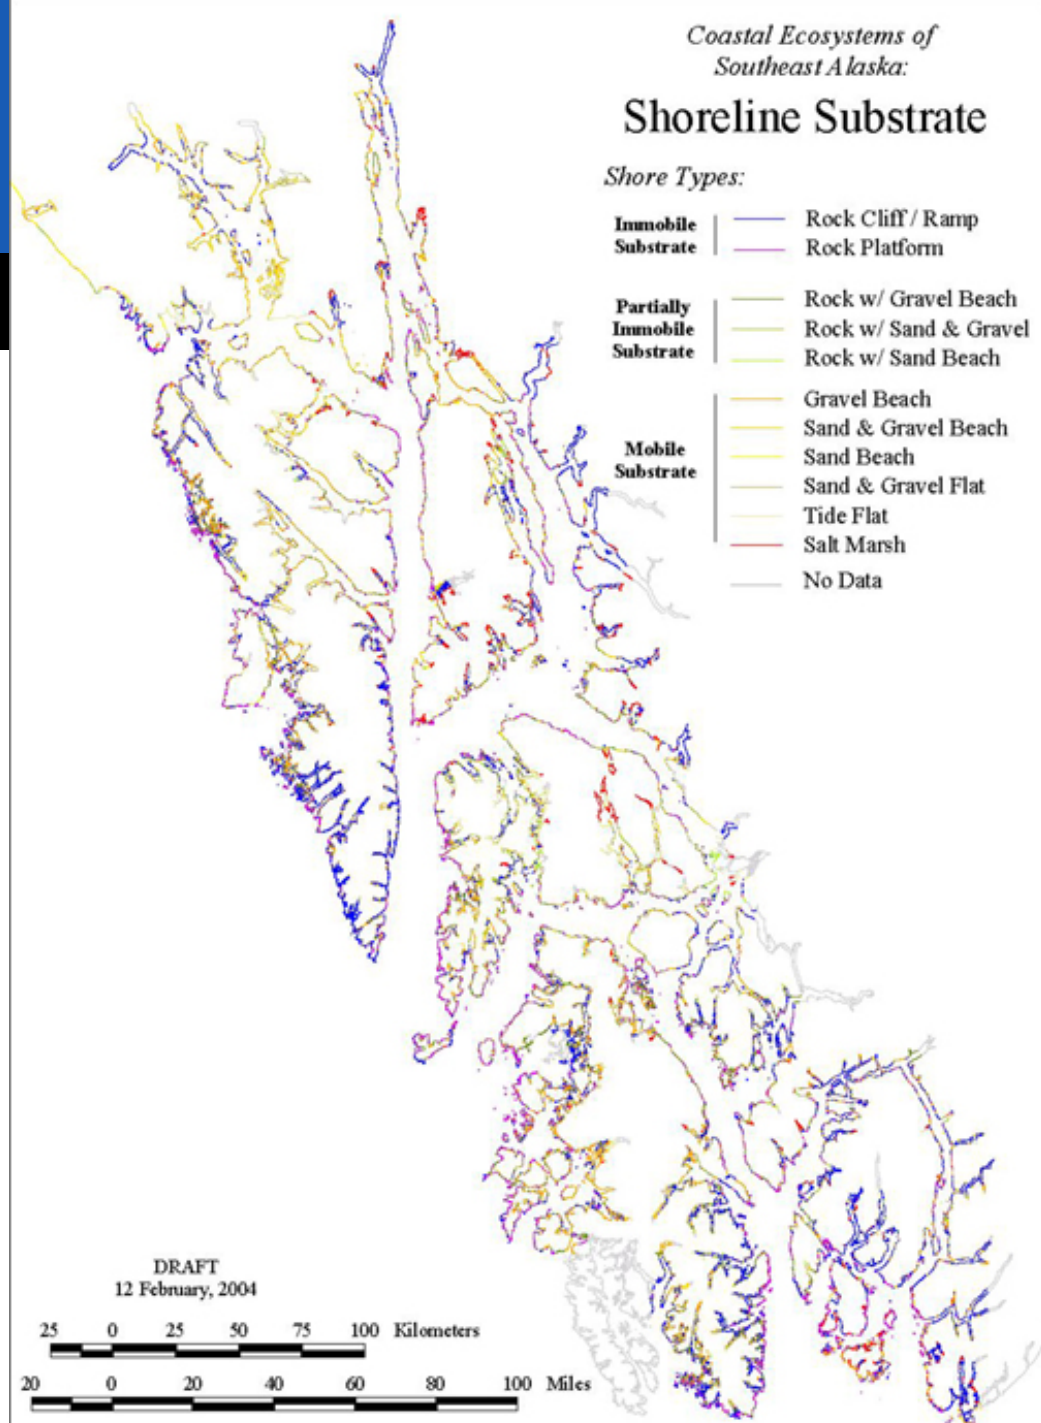 Coastal Ecosystems of
Southeast Alaska:
Shoreline Substrate
Shore Types:
Immobile
Substrate
Rock Cliff / Ramp
Rock Platform
Partially
Immobile
Substrate
Rock w/ Gravel Beach
Rock w/ Sand & Gravel
Rock w/ Sand Beach
Mobile
Substrate
Gravel Beach
Sand & Gravel Beach
Sand Beach
Sand & Gravel Flat
Tide Flat
Salt Marsh
No Data
DRAFT
12 February, 2004
25 0 25 50 75 100 Kilometers
20 0 20 40 60 80 100 Miles